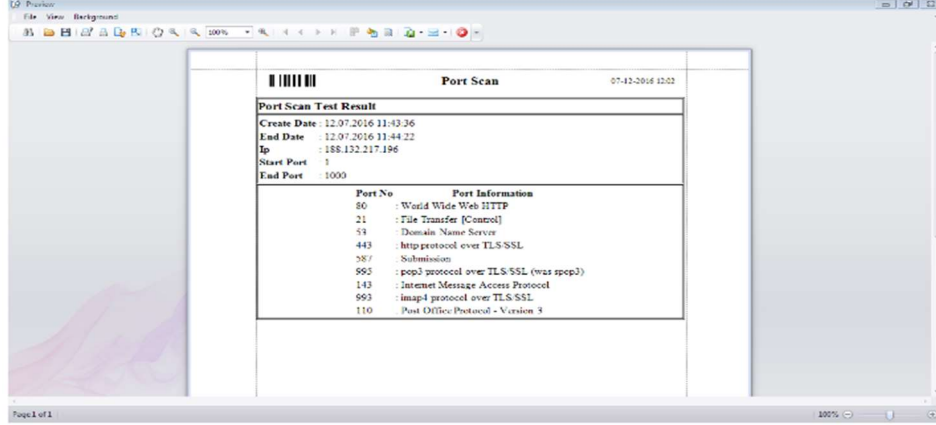 Preview
File View Background
100%
Port Scan
07-12-2016 12:02
Port Scan Test Result
Create Date : 12.07.2016 11:43:36
End Date : 12.07.2016 11:44:22
Ip : 188.132.217.196
Start Port : 1
End Port : 1000
Port No Port Information
80 : World Wide Web HTTP
21 : File Transfer [Control]
53 : Domain Name Server
443 : http protocol over TLS/SSL
587 : Submission
995 : pop3 protocol over TLS/SSL (was spop3)
143 : Internet Message Access Protocol
993 : imap4 protocol over TLS/SSL
110 : Post Office Protocol - Version 3
Page 1 of 1
100%